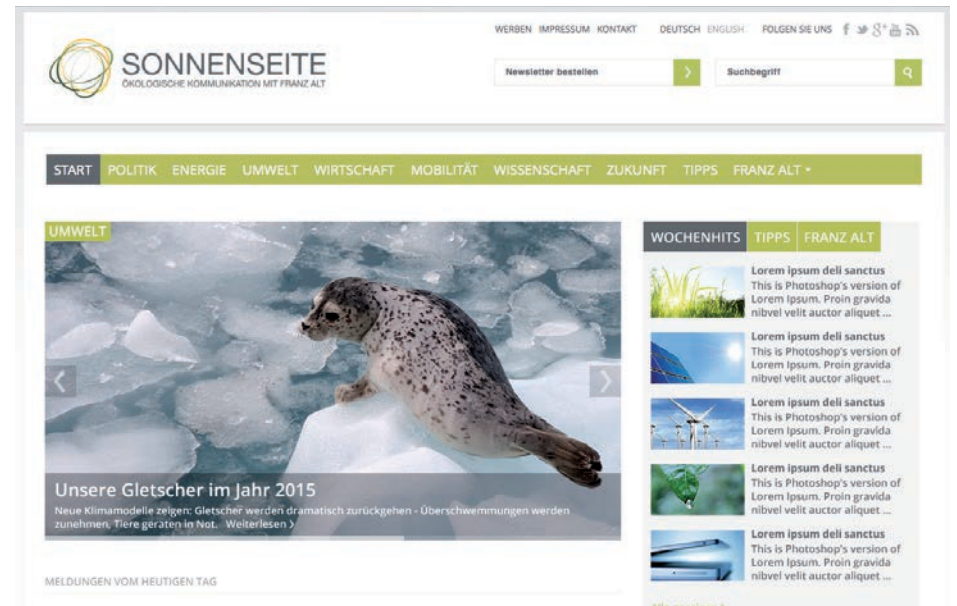 WERBEN IMPRESSUM KONTAKT DEUTSCH ENGLISH FOLGEN SIE UNS
SONNENSEITE
ÖKOLOGISCHE KOMMUNIKATION MIT FRANZ ALT
Newsletter bestellen
Suchbegriff
START POLITIK ENERGIE UMWELT WIRTSCHAFT MOBILITÄT WISSENSCHAFT ZUKUNFT TIPPS FRANZ ALT
UMWELT
Unsere Gletscher im Jahr 2015
Neue Klimamodelle zeigen: Gletscher werden dramatisch zurückgehen - Überschwemmungen werden
zunehmen, Tiere geraten in Not. Weiterlesen
MELDUNGEN VOM HEUTIGEN TAG
WOCHENHITS TIPPS FRANZ ALT
Lorem ipsum deli sanctus
This is Photoshop's version of
Lorem Ipsum. Proin gravida
nibvel velit auctor aliquet ...
Lorem ipsum deli sanctus
This is Photoshop's version of
Lorem Ipsum. Proin gravida
nibvel velit auctor aliquet ...
Lorem ipsum deli sanctus
This is Photoshop's version of
Lorem Ipsum. Proin gravida
nibvel velit auctor aliquet ...
Lorem ipsum deli sanctus
This is Photoshop's version of
Lorem Ipsum. Proin gravida
nibvel velit auctor aliquet ...
Lorem ipsum deli sanctus
This is Photoshop's version of
Lorem Ipsum. Proin gravida
nibvel velit auctor aliquet ...